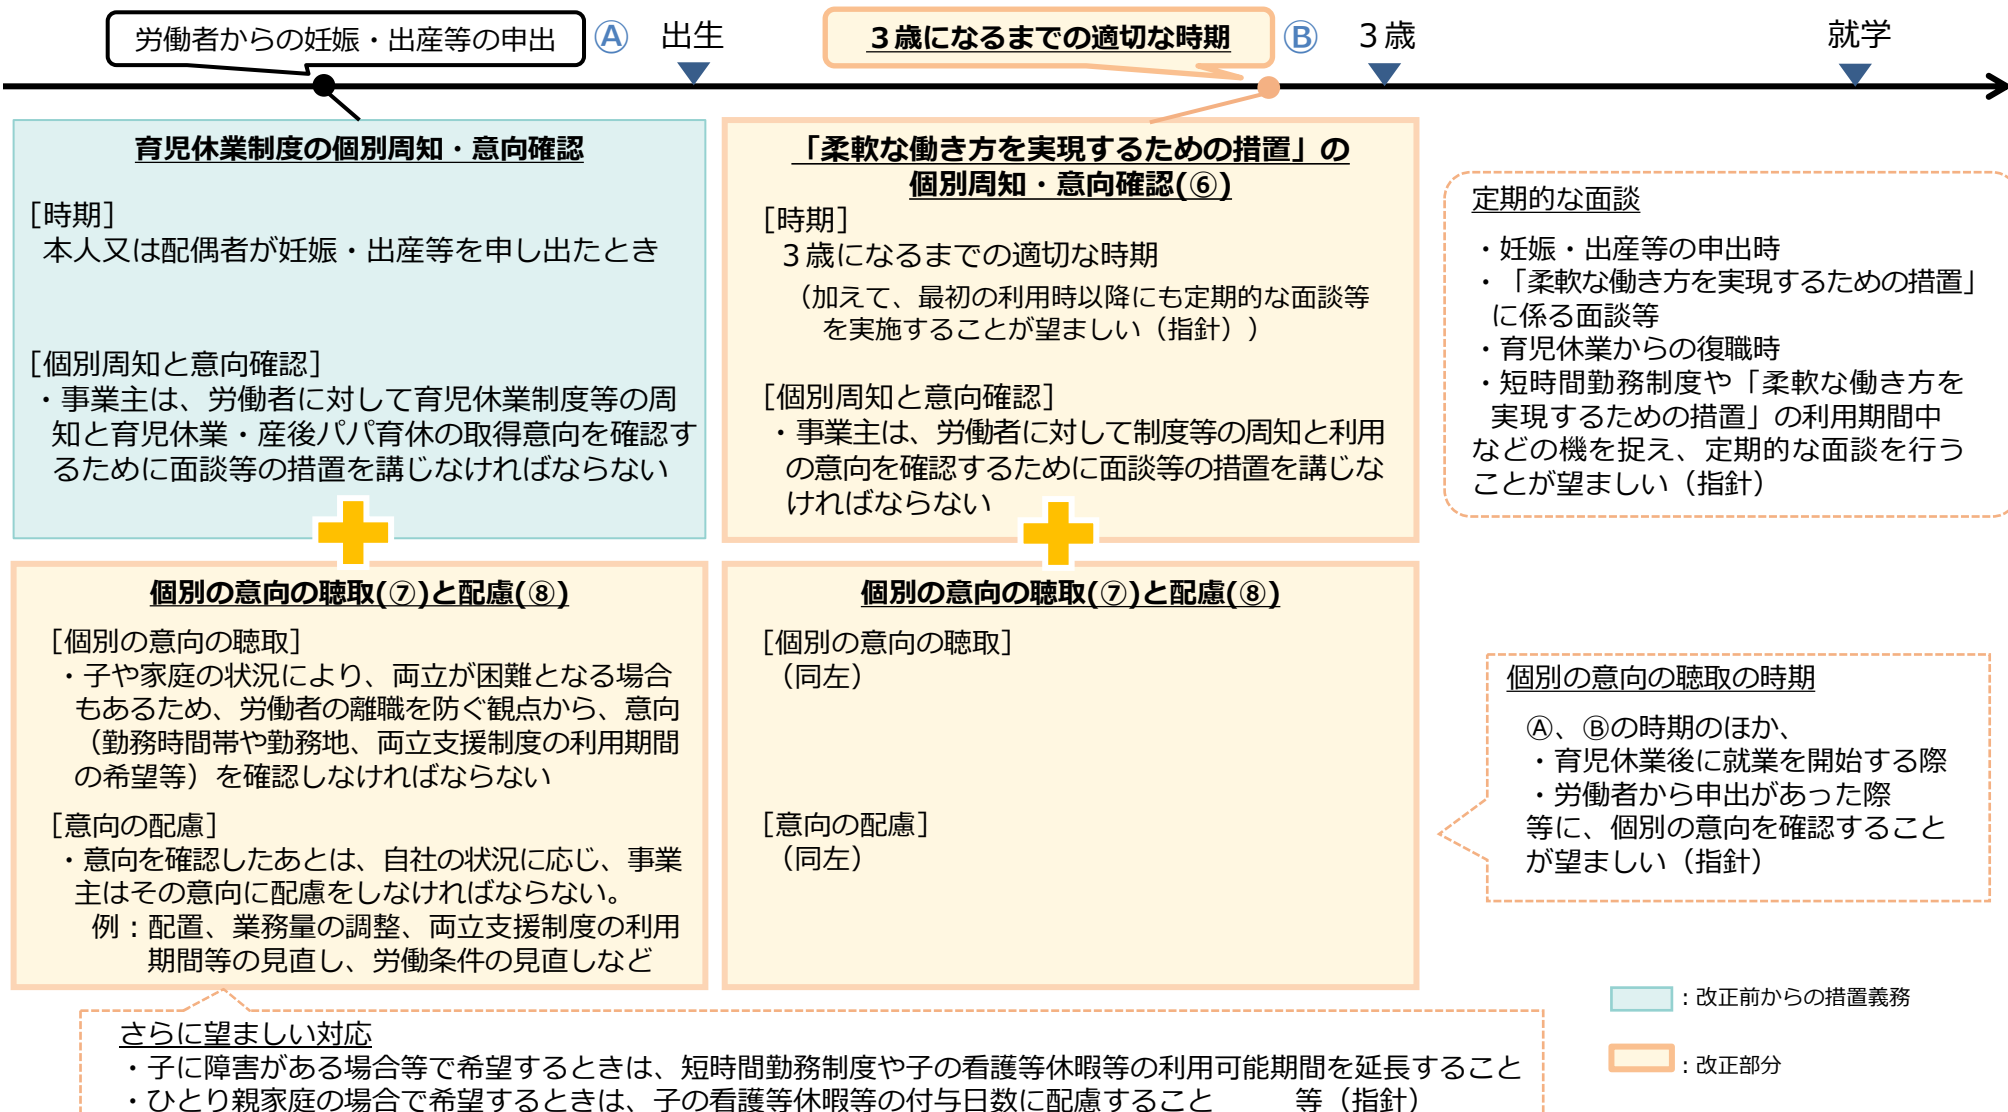 労働者からの妊娠・出産等の申出
Ⓐ
出生
３歳になるまでの適切な時期
Ⓑ
３歳
就学
育児休業制度の個別周知・意向確認
［時期］
本人又は配偶者が妊娠・出産等を申し出たとき
［個別周知と意向確認］
・事業主は、労働者に対して育児休業制度等の周
知と育児休業・産後パパ育休の取得意向を確認す
るために面談等の措置を講じなければならない
「柔軟な働き方を実現するための措置」の
個別周知・意向確認(⑥)
［時期］
３歳になるまでの適切な時期
（加えて、最初の利用時以降にも定期的な面談等
を実施することが望ましい（指針））
［個別周知と意向確認］
・事業主は、労働者に対して制度等の周知と利用
の意向を確認するために面談等の措置を講じな
ければならない
定期的な面談
・妊娠・出産等の申出時
・「柔軟な働き方を実現するための措置」
に係る面談等
・育児休業からの復職時
・短時間勤務制度や「柔軟な働き方を
実現するための措置」の利用期間中
などの機を捉え、定期的な面談を行う
ことが望ましい（指針）
個別の意向の聴取(⑦)と配慮(⑧)
［個別の意向の聴取］
・子や家庭の状況により、両立が困難となる場合
もあるため、労働者の離職を防ぐ観点から、意向
（勤務時間帯や勤務地、両立支援制度の利用期間
の希望等）を確認しなければならない
［意向の配慮］
・意向を確認したあとは、自社の状況に応じ、事業
主はその意向に配慮をしなければならない。
例：配置、業務量の調整、両立支援制度の利用
期間等の見直し、労働条件の見直しなど
個別の意向の聴取(⑦)と配慮(⑧)
［個別の意向の聴取］
（同左）
［意向の配慮］
（同左）
個別の意向の聴取の時期
Ⓐ、Ⓑの時期のほか、
・育児休業後に就業を開始する際
・労働者から申出があった際
等に、個別の意向を確認すること
が望ましい（指針）
：改正前からの措置義務
：改正部分
さらに望ましい対応
・子に障害がある場合等で希望するときは、短時間勤務制度や子の看護等休暇等の利用可能期間を延長すること
・ひとり親家庭の場合で希望するときは、子の看護等休暇等の付与日数に配慮すること　　等（指針）